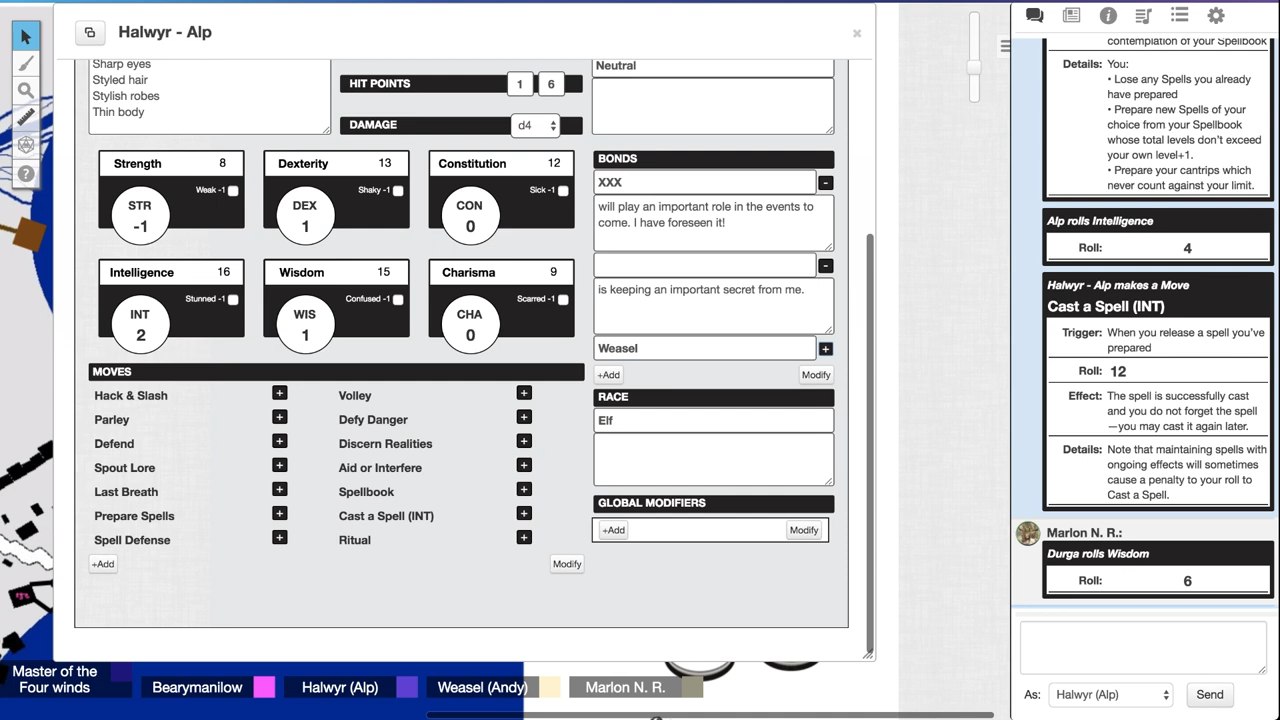 Halwyr - Alp
×
Sharp eyes
Styled hair
Stylish robes
Thin body
HIT POINTS 1 6
DAMAGE d4
Neutral
Strength 8
Weak -1
STR
-1
Dexterity 13
Shaky -1
DEX
1
Constitution 12
Sick -1
CON
0
Intelligence 16
Stunned -1
INT
2
Wisdom 15
Confused -1
WIS
1
Charisma 9
Scarred -1
CHA
0
MOVES
Hack & Slash +
Volley +
Parley +
Defy Danger +
Defend +
Discern Realities +
Spout Lore +
Aid or Interfere +
Last Breath +
Spellbook +
Prepare Spells +
Cast a Spell (INT) +
Spell Defense +
Ritual +
+Add Modify
BONDS
XXX -
will play an important role in the events to
come. I have foreseen it!
-
is keeping an important secret from me.
Weasel +
+Add Modify
RACE
Elf
GLOBAL MODIFIERS
+Add Modify
Master of the
Four winds
Bearymanilow
Halwyr (Alp)
Weasel (Andy)
Marlon N. R.
contemplation of your Spellbook
Details: You:
• Lose any Spells you already
have prepared
• Prepare new Spells of your
choice from your Spellbook
whose total levels don't exceed
your own level+1.
• Prepare your cantrips which
never count against your limit.
Alp rolls Intelligence
Roll: 4
Halwyr - Alp makes a Move
Cast a Spell (INT)
Trigger: When you release a spell you've
prepared
Roll: 12
Effect: The spell is successfully cast
and you do not forget the spell
—you may cast it again later.
Details: Note that maintaining spells with
ongoing effects will sometimes
cause a penalty to your roll to
Cast a Spell.
Marlon N. R.:
Durga rolls Wisdom
Roll: 6
As: Halwyr (Alp) Send